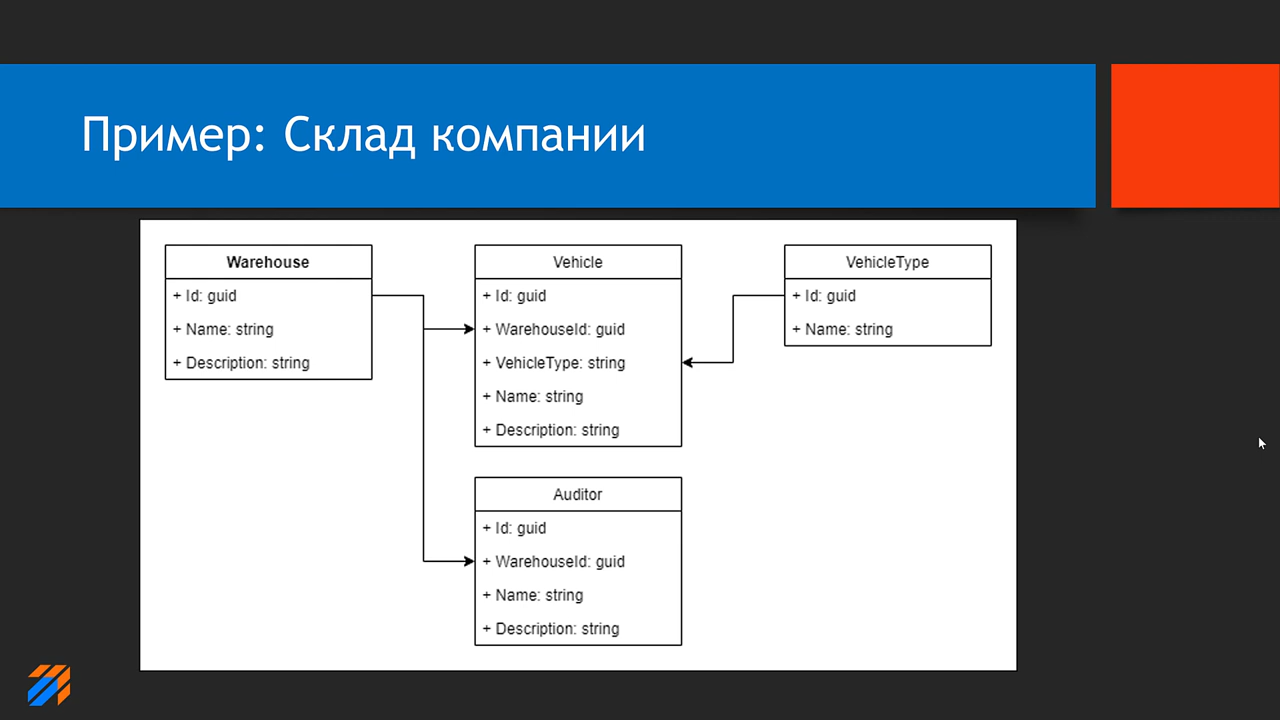 Пример: Склад компании
Warehouse
+ Id: guid
+ Name: string
+ Description: string
Vehicle
+ Id: guid
+ WarehouseId: guid
+ VehicleType: string
+ Name: string
+ Description: string
VehicleType
+ Id: guid
+ Name: string
Auditor
+ Id: guid
+ WarehouseId: guid
+ Name: string
+ Description: string